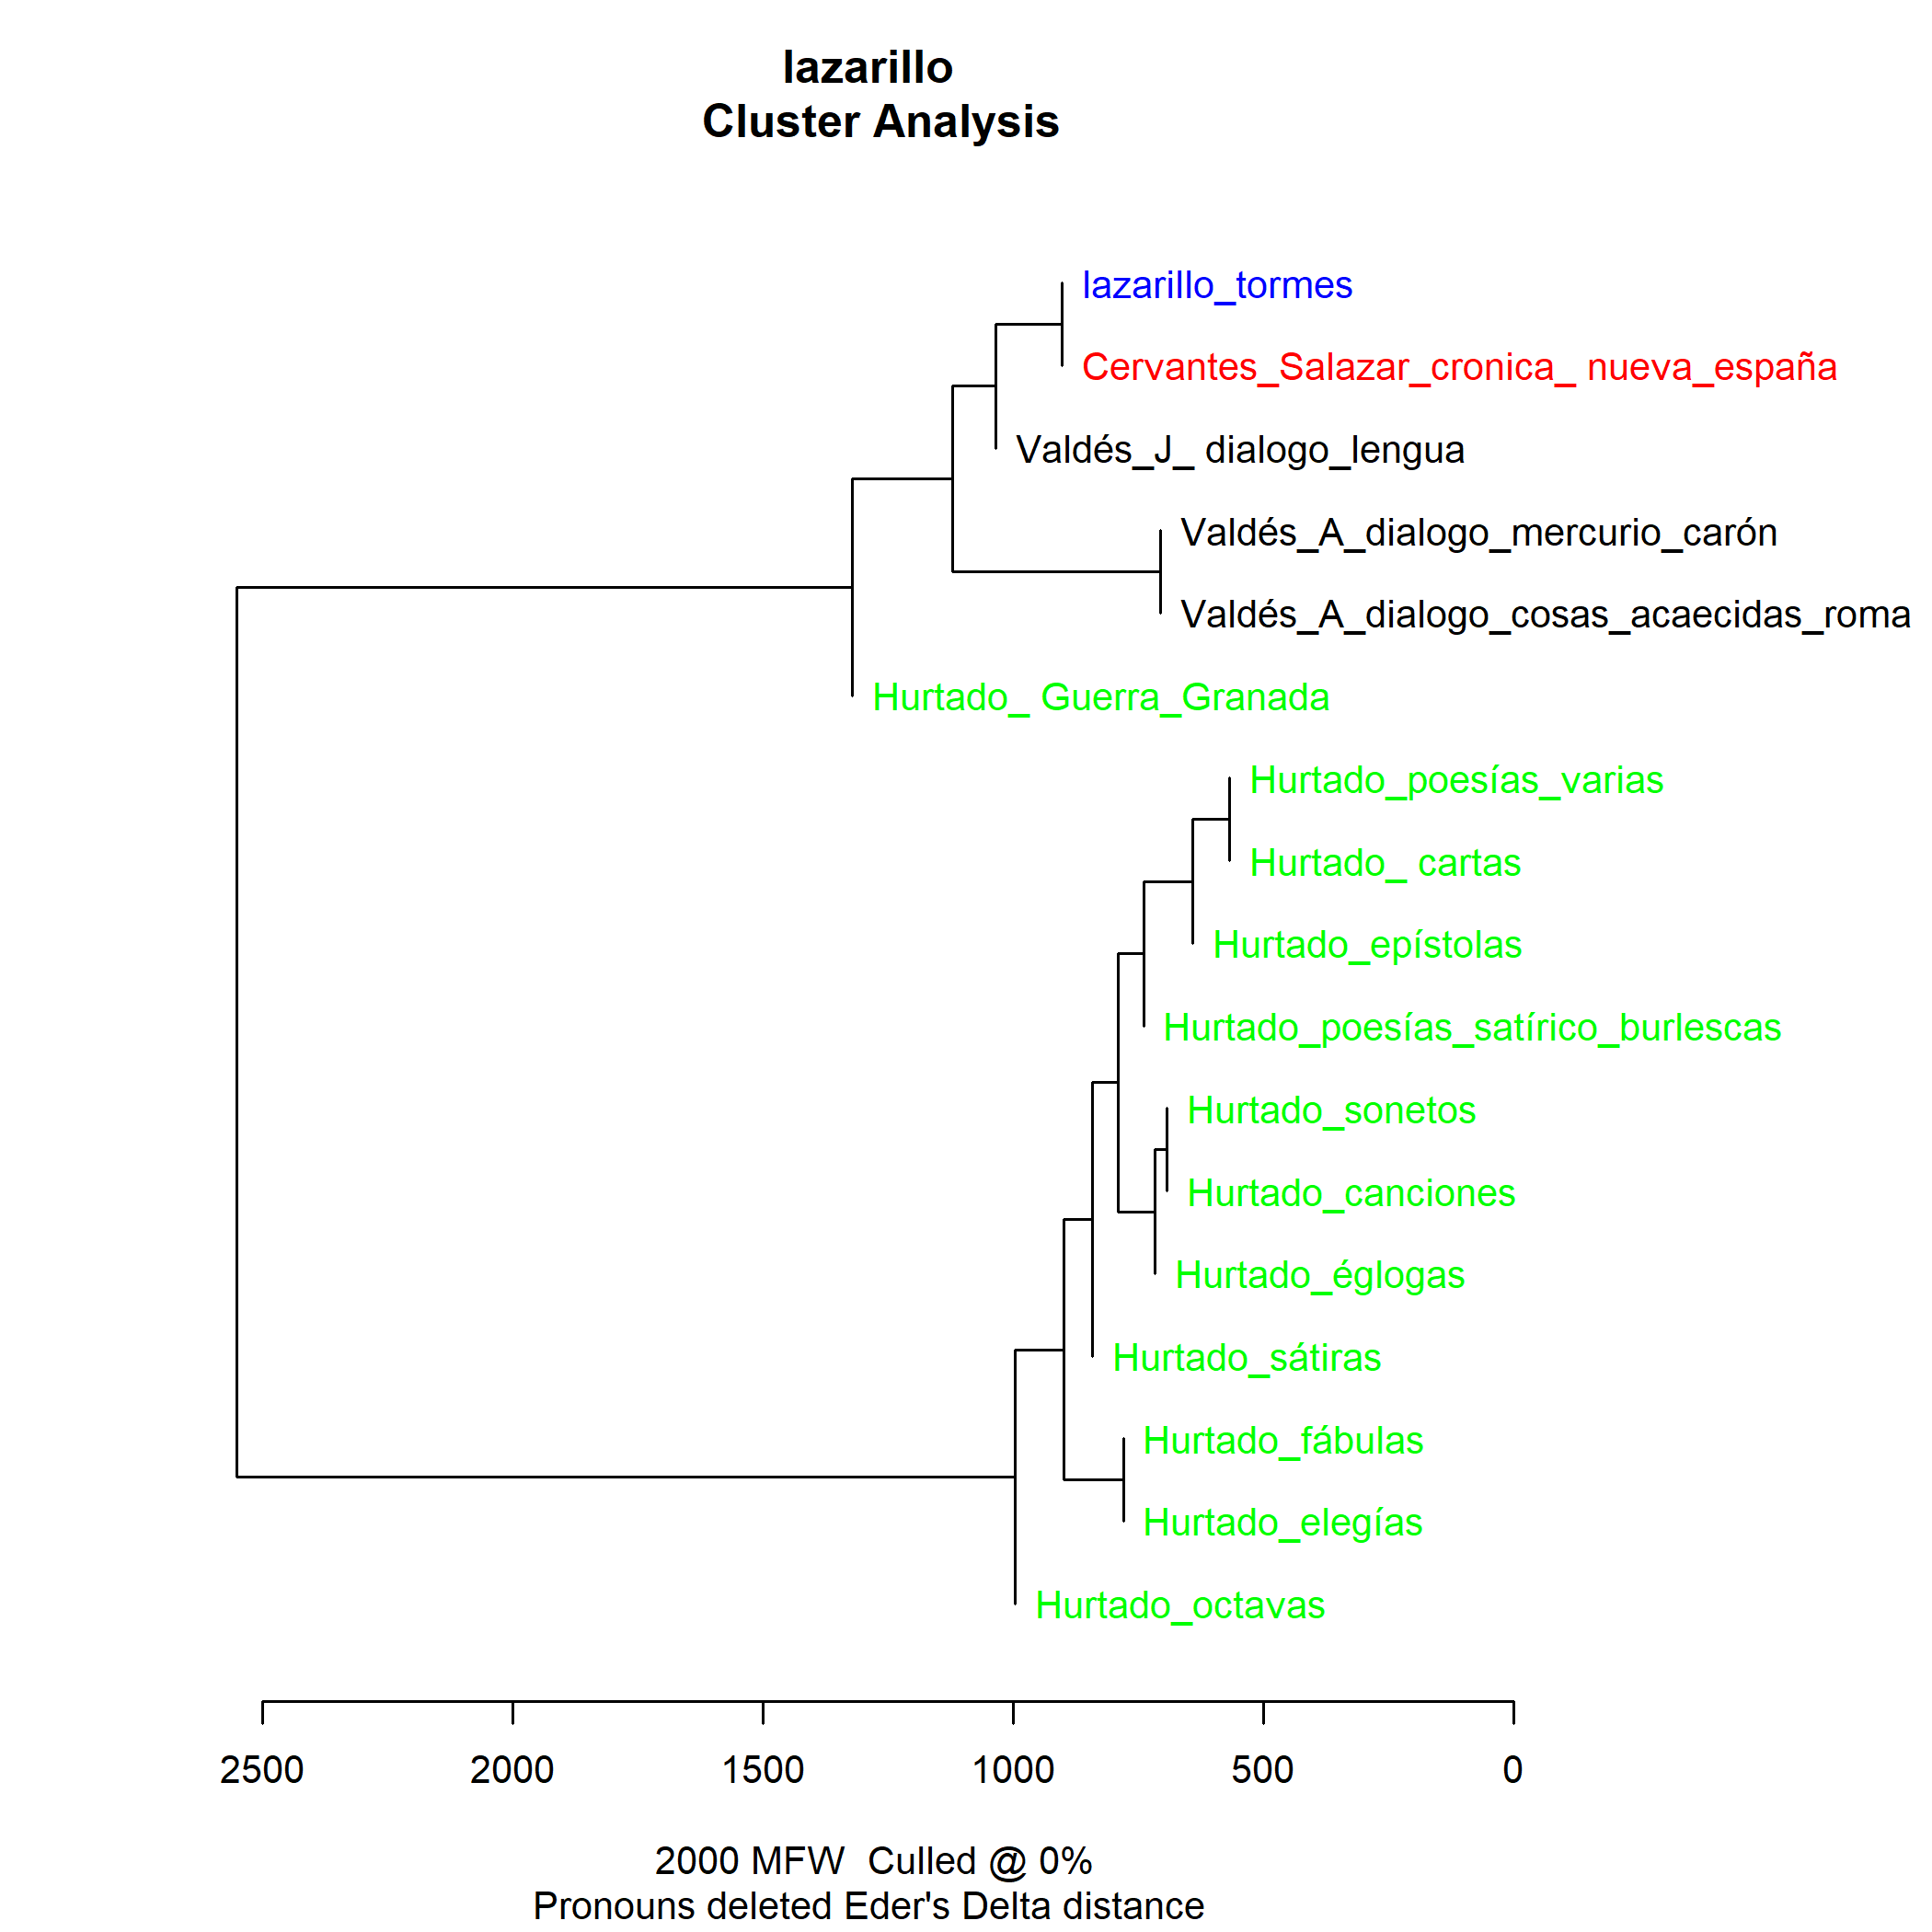 lazarillo
Cluster Analysis
lazarillo_tormes
Cervantes_Salazar_cronica_ nueva_españa
Valdés_J_ dialogo_lengua
Valdés_A_dialogo_mercurio_carón
Valdés_A_dialogo_cosas_acaecidas_roma
Hurtado_ Guerra_Granada
Hurtado_poesías_varias
Hurtado_ cartas
Hurtado_epístolas
Hurtado_poesías_satírico_burlescas
Hurtado_sonetos
Hurtado_canciones
Hurtado_églogas
Hurtado_sátiras
Hurtado_fábulas
Hurtado_elegías
Hurtado_octavas
2500 2000 1500 1000 500 0
2000 MFW  Culled @ 0%
Pronouns deleted Eder's Delta distance